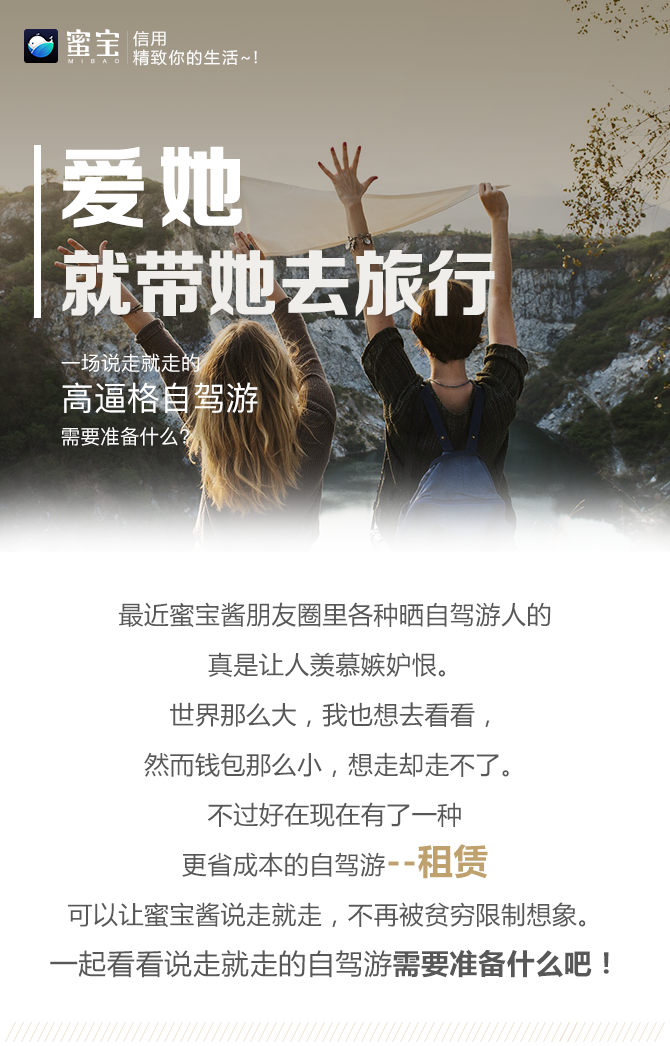 蜜宝
MIBAO
信用
精致你的生活~!
爱她
就带她去旅行
一场说走就走的
高逼格自驾游
需要准备什么?
最近蜜宝酱朋友圈里各种晒自驾游人的
真是让人羡慕嫉妒恨。
世界那么大，我也想去看看，
然而钱包那么小，想走却走不了。
不过好在现在有了一种
更省成本的自驾游--租赁
可以让蜜宝酱说走就走，不再被贫穷限制想象。
一起看看说走就走的自驾游需要准备什么吧！